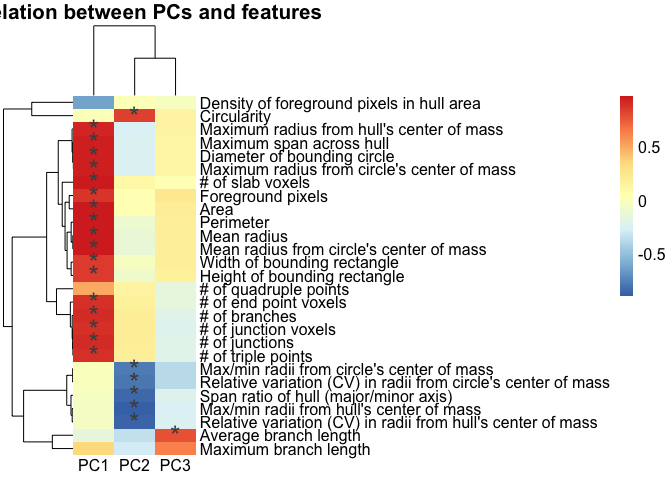 elation between PCs and features
Density of foreground pixels in hull area
Circularity
*
Maximum radius from hull's center of mass
*
Maximum span across hull
*
Diameter of bounding circle
*
Maximum radius from circle's center of mass
*
# of slab voxels
*
Foreground pixels
*
Area
*
Perimeter
*
Mean radius
*
Mean radius from circle's center of mass
*
Width of bounding rectangle
*
Height of bounding rectangle
*
# of quadruple points
# of end point voxels
*
# of branches
*
# of junction voxels
*
# of junctions
*
# of triple points
*
Max/min radii from circle's center of mass
*
Relative variation (CV) in radii from circle's center of mass
*
Span ratio of hull (major/minor axis)
*
Max/min radii from hull's center of mass
*
Relative variation (CV) in radii from hull's center of mass
*
Average branch length
*
Maximum branch length
PC1 PC2 PC3
0.5
0
-0.5